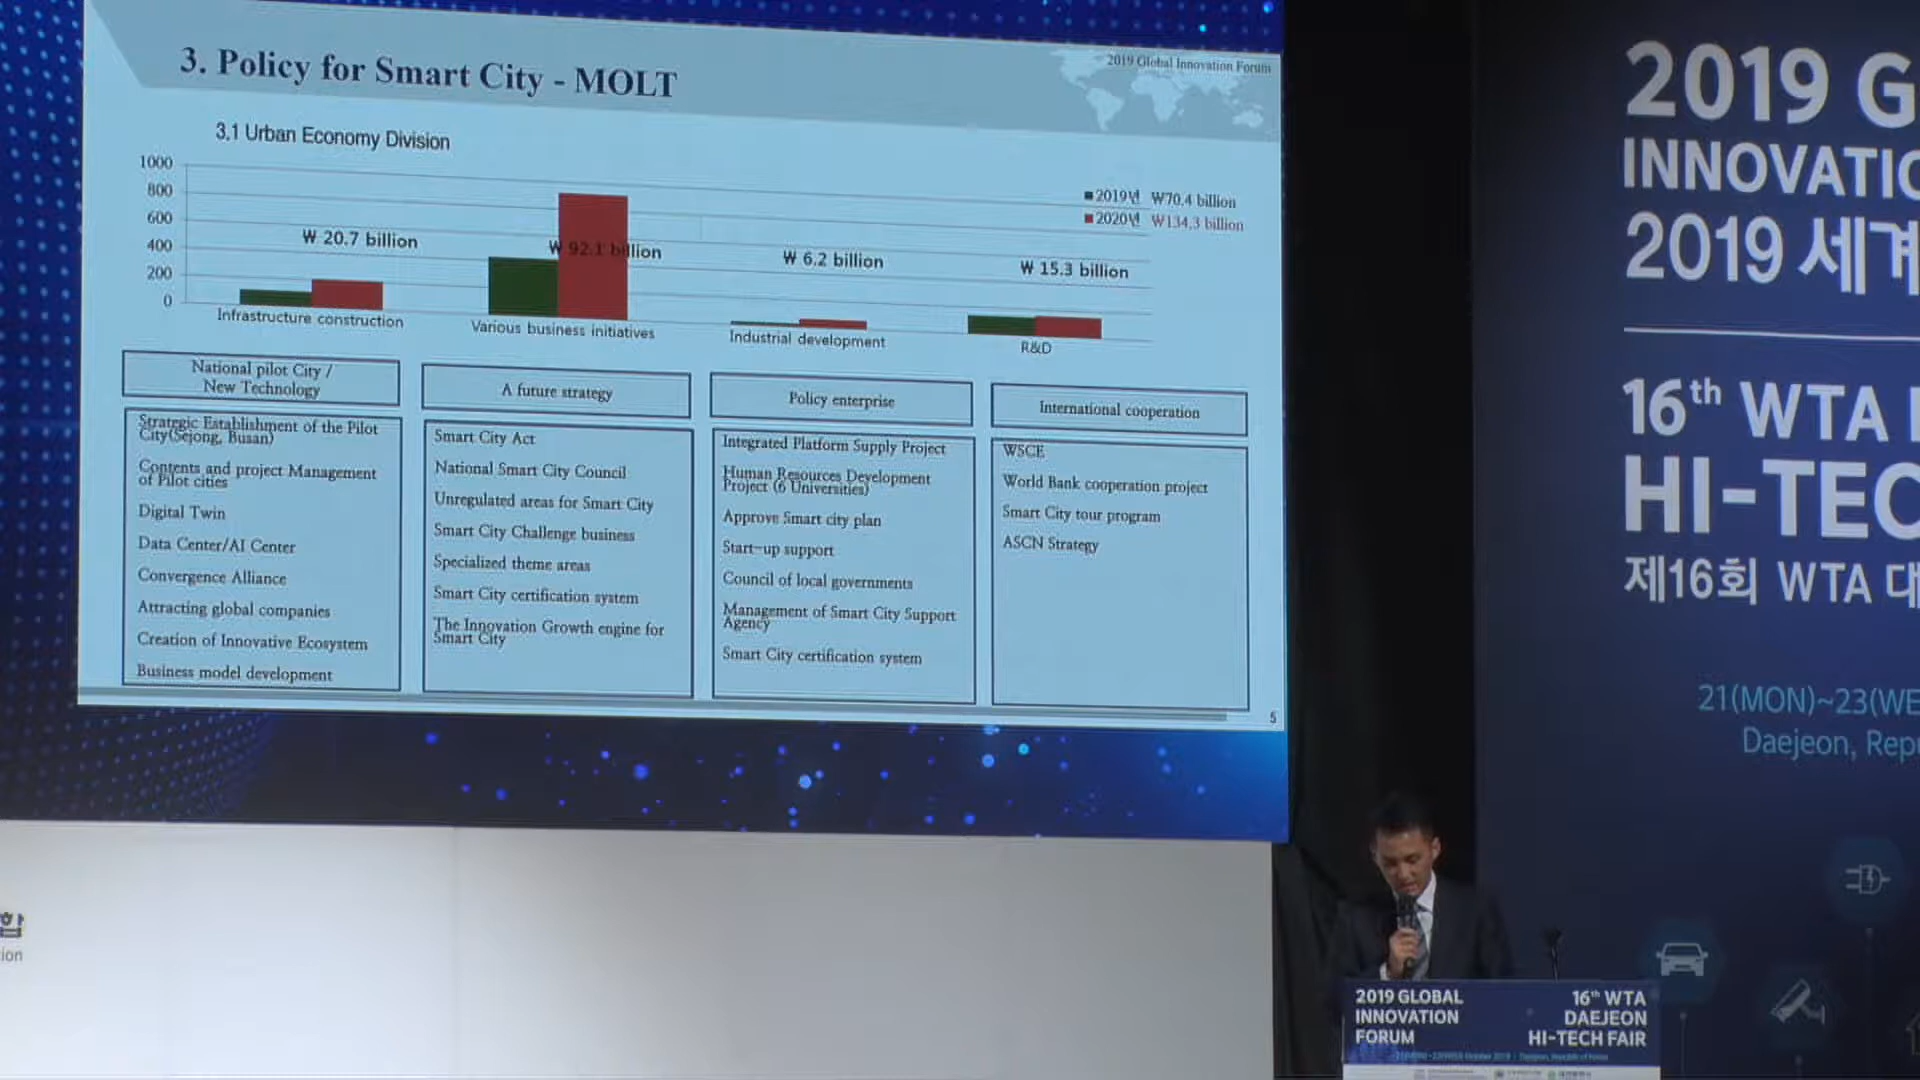 2019 Global Innovation Forum
3. Policy for Smart City - MOLT
3.1 Urban Economy Division
1000
800
600
400
200
0
■2019년 ₩70.4 billion
■2020년 ₩134.3 billion
₩ 20.7 billion
₩ 92.1 billion
₩ 6.2 billion
₩ 15.3 billion
Infrastructure construction
Various business initiatives
Industrial development
R&D
National pilot City /
New Technology
Strategic Establishment of the Pilot
City(Sejong, Busan)
Contents and project Management
of Pilot cities
Digital Twin
Data Center/AI Center
Convergence Alliance
Attracting global companies
Creation of Innovative Ecosystem
Business model development
A future strategy
Smart City Act
National Smart City Council
Unregulated areas for Smart City
Smart City Challenge business
Specialized theme areas
Smart City certification system
The Innovation Growth engine for
Smart City
Policy enterprise
Integrated Platform Supply Project
Human Resources Development
Project (6 Universities)
Approve Smart city plan
Start-up support
Council of local governments
Management of Smart City Support
Agency
Smart City certification system
International cooperation
WSCE
World Bank cooperation project
Smart City tour program
ASCN Strategy
5
2019 G
INNOVATIO
2019 세계
16th WTA
HI-TEC
제16회 WTA 대
21(MON)~23(WE
Daejeon, Rep
합
ion
2019 GLOBAL
INNOVATION
FORUM
16th WTA
DAEJEON
HI-TECH FAIR